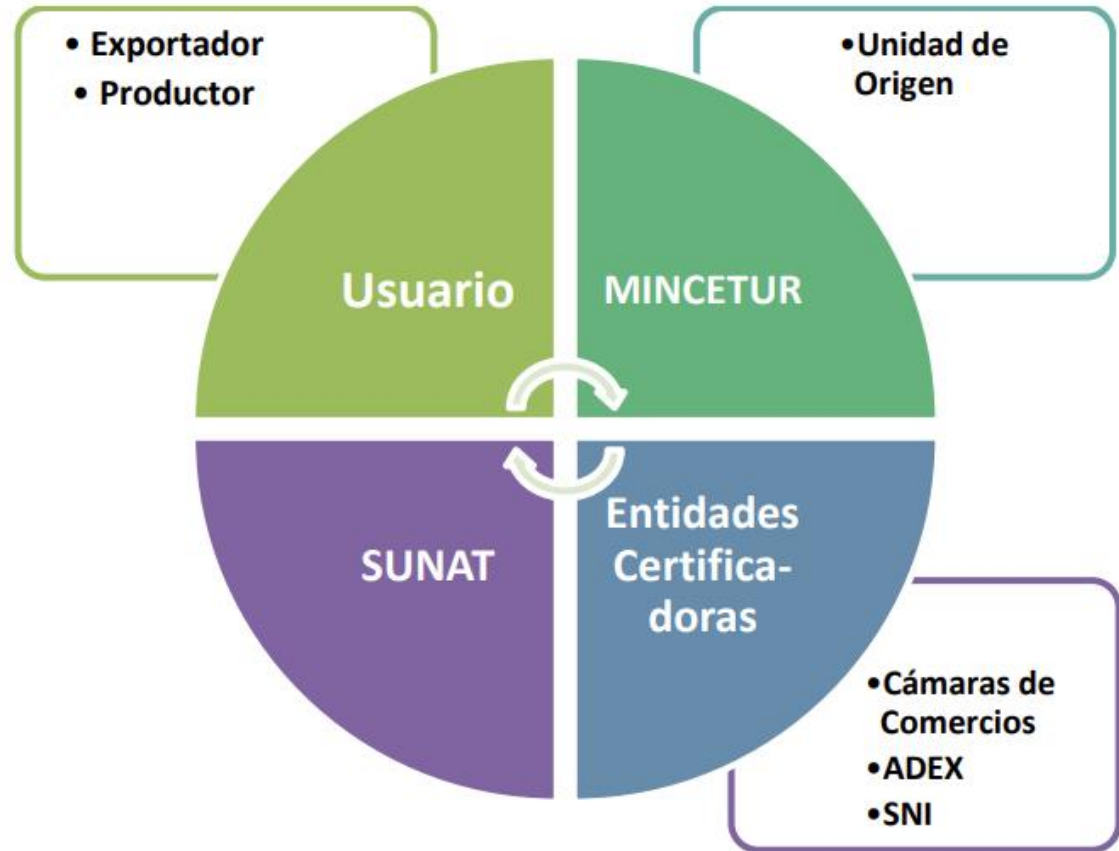 • Exportador
• Productor
•Unidad de
Origen
Usuario
MINCETUR
SUNAT
Entidades
Certifica-
doras
•Cámaras de
Comercios
•ADEX
•SNI